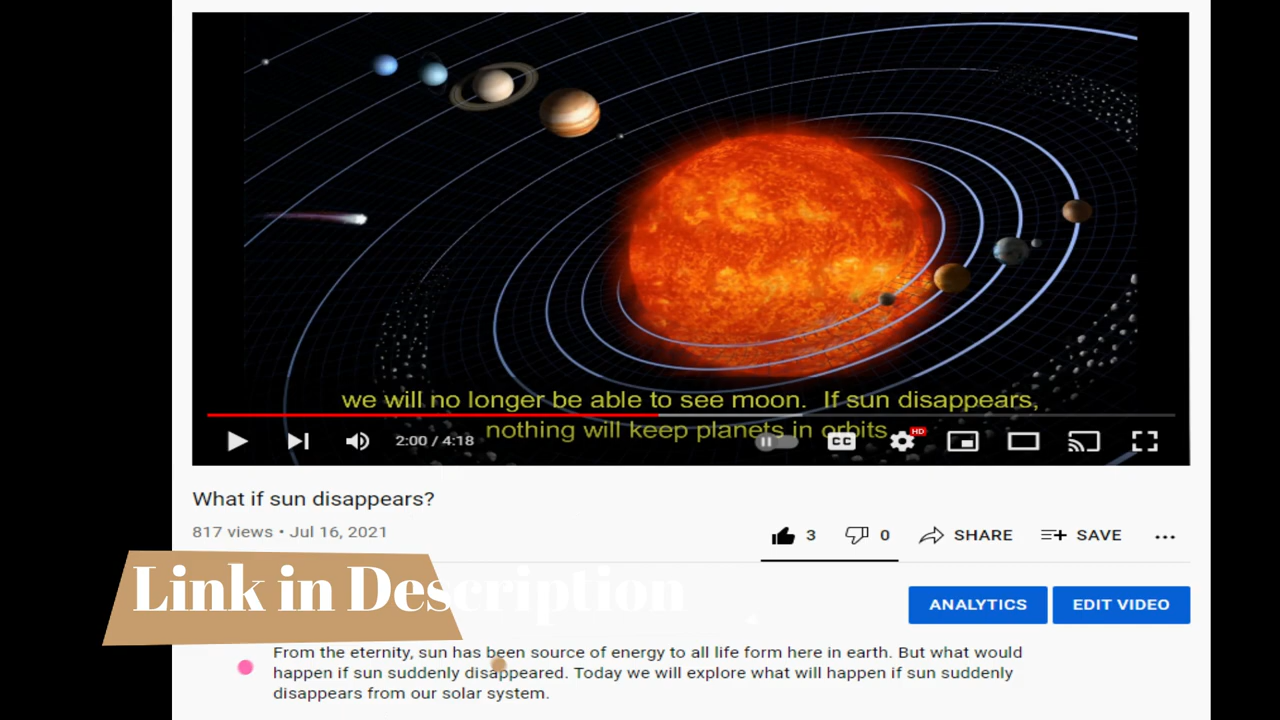 we will no longer be able to see moon. If sun disappears,
nothing will keep planets in orbits.
2:00 / 4:18
CC
HD
What if sun disappears?
817 views • Jul 16, 2021
3
0
SHARE
SAVE
Link in Description
ANALYTICS
EDIT VIDEO
From the eternity, sun has been source of energy to all life form here in earth. But what would
happen if sun suddenly disappeared. Today we will explore what will happen if sun suddenly
disappears from our solar system.